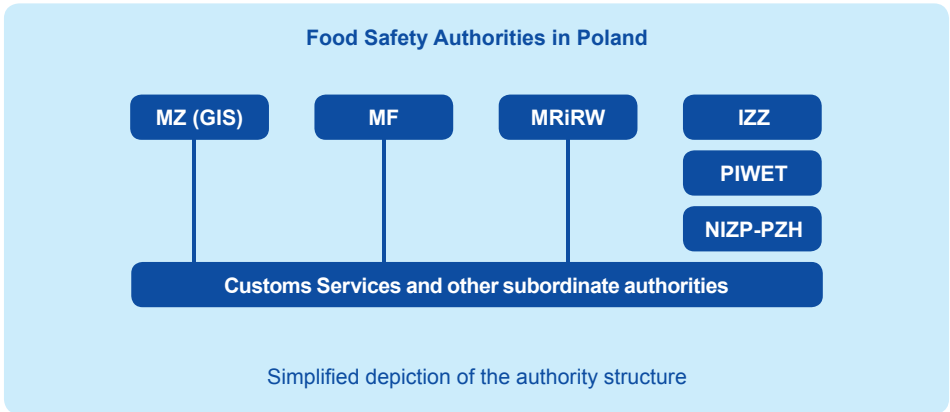 Food Safety Authorities in Poland
MZ (GIS)
MF
MRiRW
IZZ
PIWET
NIZP-PZH
Customs Services and other subordinate authorities
Simplified depiction of the authority structure